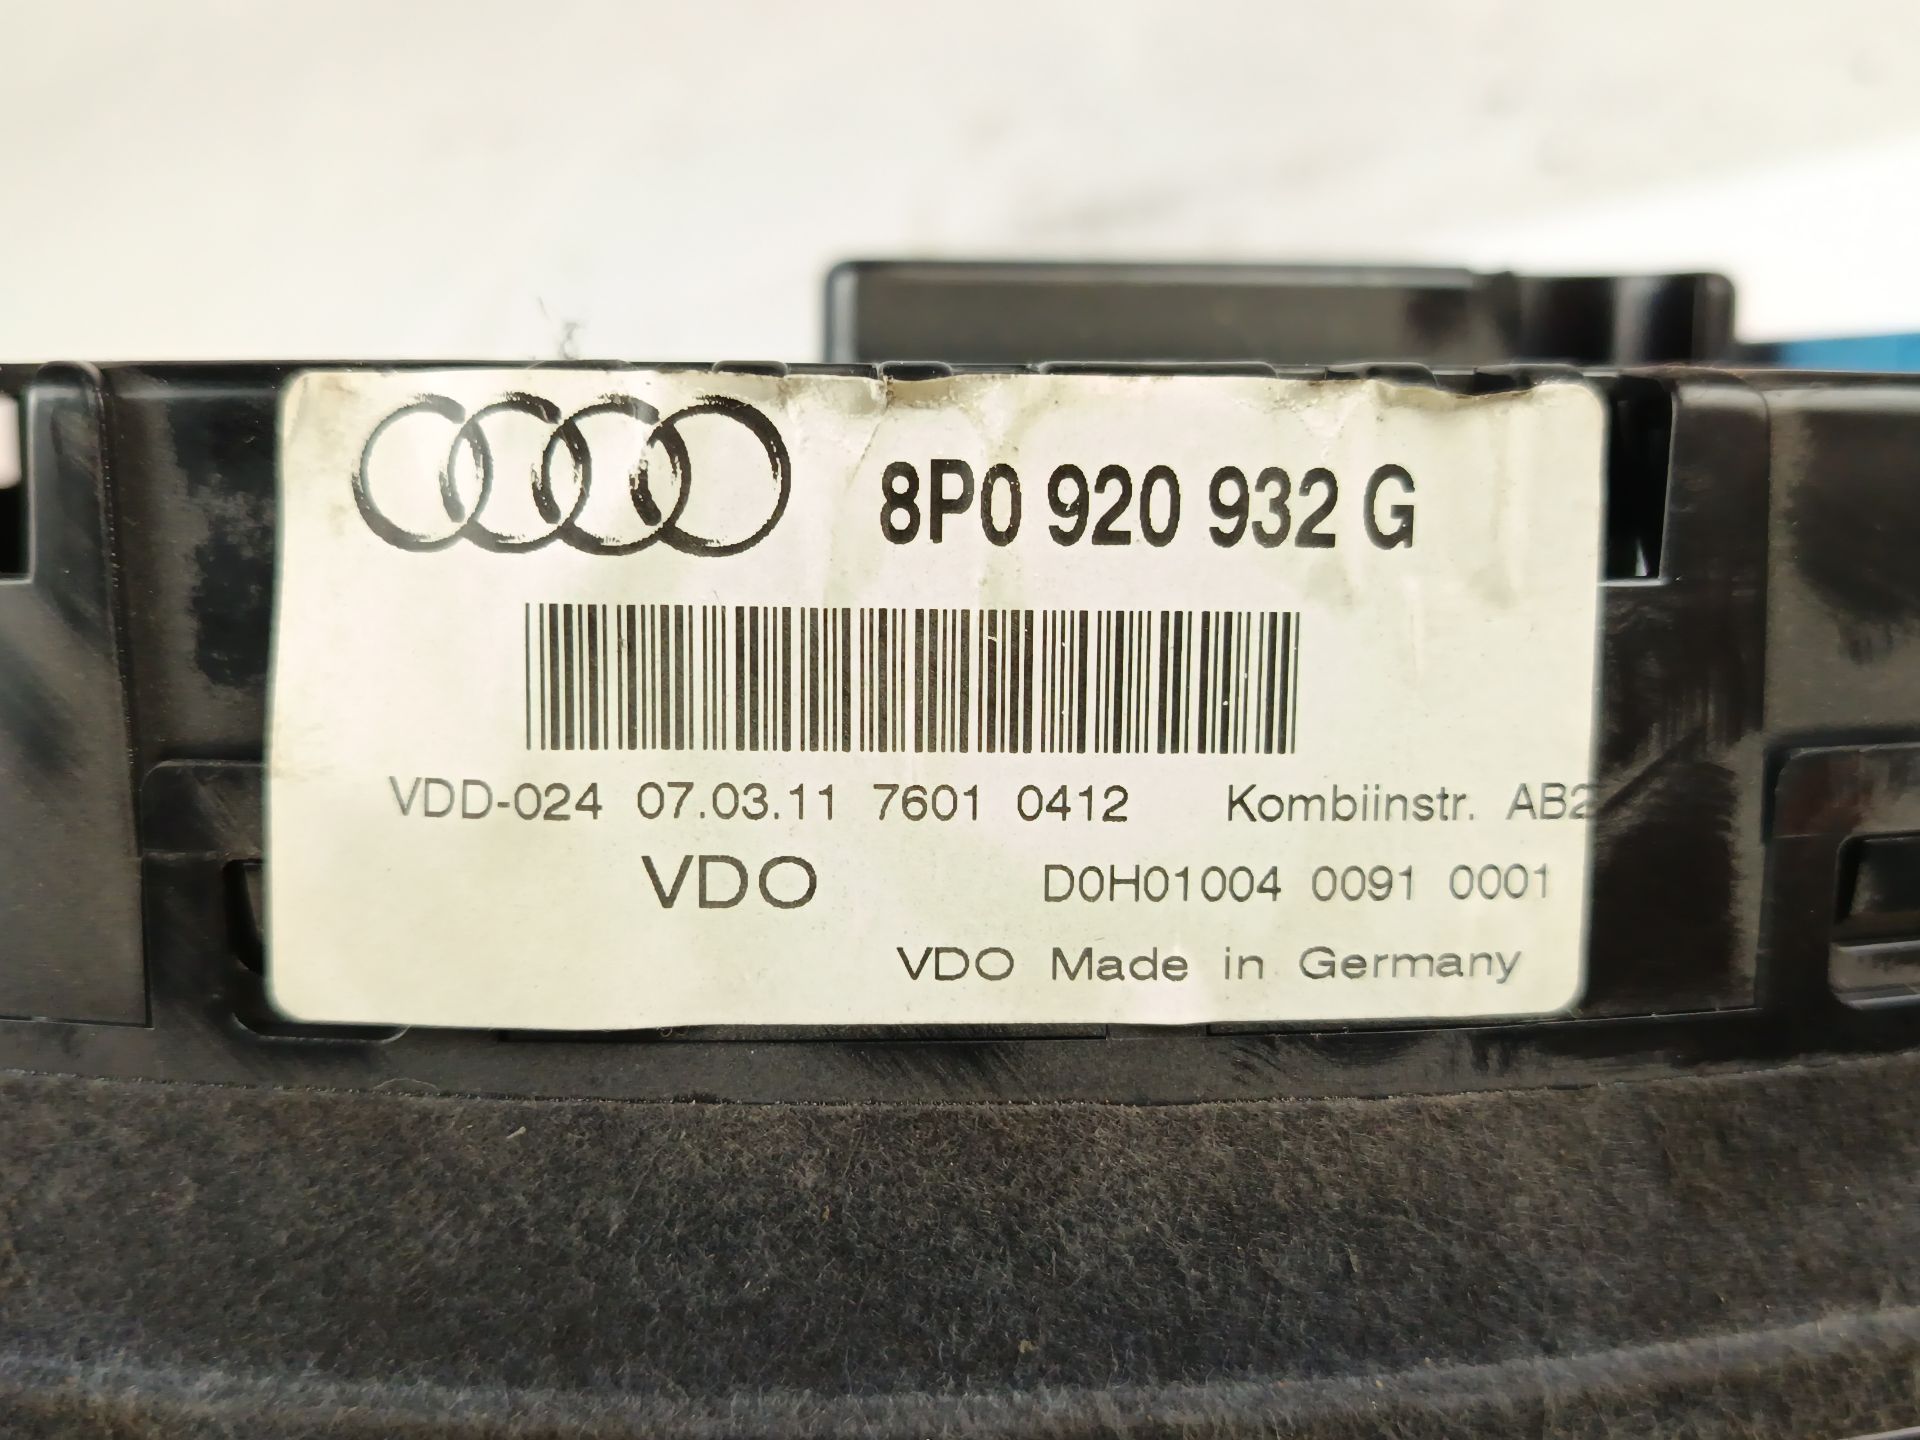 8P0 920 932 G
VDD-024 07.03.11 7601 0412 Kombiinstr. AB2
VDO D0H01004 0091 0001
VDO Made in Germany